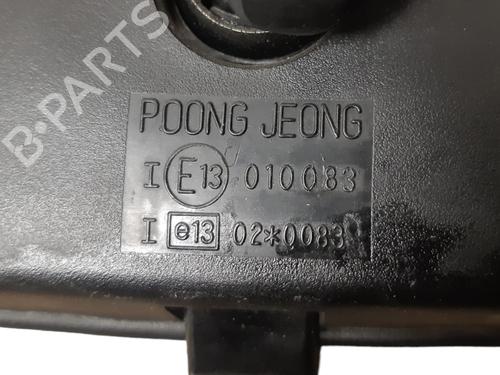 B-PARTS
POONG JEONG
I E13 010083
I e13 02*0083